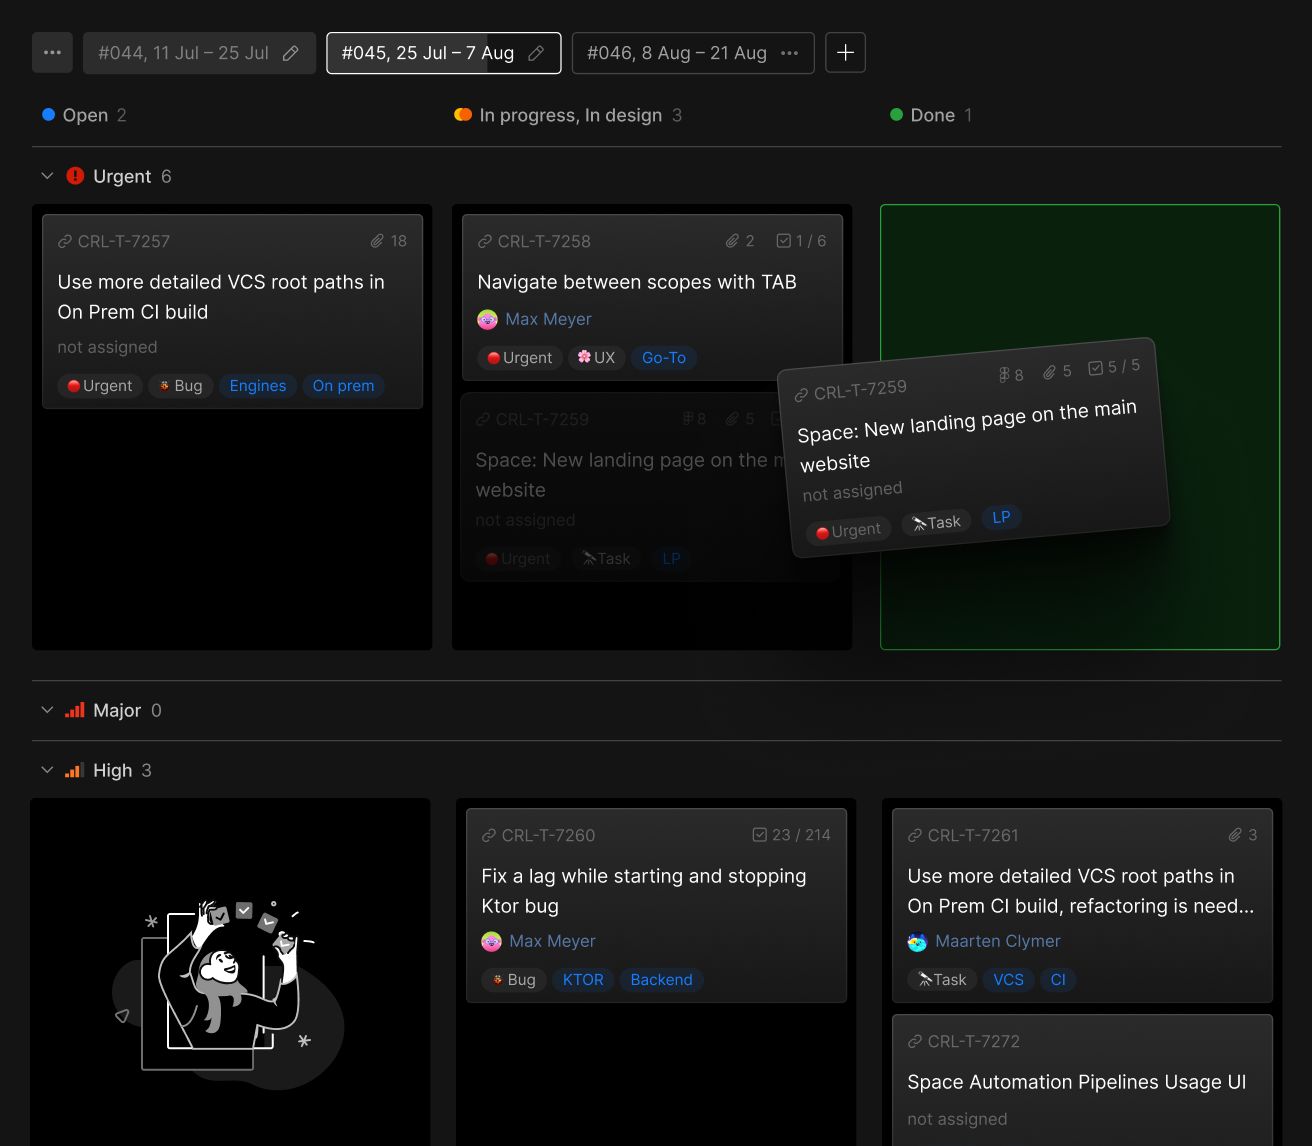 #044, 11 Jul – 25 Jul
#045, 25 Jul – 7 Aug
#046, 8 Aug – 21 Aug
Open 2
In progress, In design 3
Done 1
Urgent 6
CRL-T-7257 18
Use more detailed VCS root paths in
On Prem CI build
not assigned
Urgent Bug Engines On prem
CRL-T-7258 2 1 / 6
Navigate between scopes with TAB
Max Meyer
Urgent UX Go-To
CRL-T-7259 8 5
Space: New landing page on the
website
not assigned
Urgent Task LP
CRL-T-7259 8 5 5 / 5
Space: New landing page on the main
website
not assigned
Urgent Task LP
Major 0
High 3
CRL-T-7260 23 / 214
Fix a lag while starting and stopping
Ktor bug
Max Meyer
Bug KTOR Backend
CRL-T-7261 3
Use more detailed VCS root paths in
On Prem CI build, refactoring is need...
Maarten Clymer
Task VCS CI
CRL-T-7272
Space Automation Pipelines Usage UI
not assigned